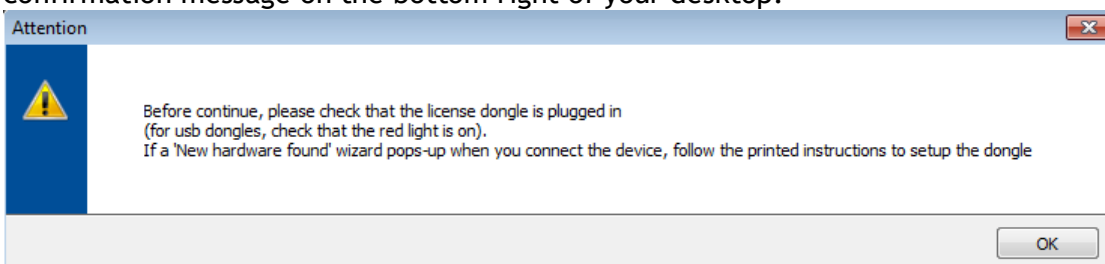 confirmation message on the bottom right of your desktop.
Attention
Before continue, please check that the license dongle is plugged in
(for usb dongles, check that the red light is on).
If a 'New hardware found' wizard pops-up when you connect the device, follow the printed instructions to setup the dongle
OK